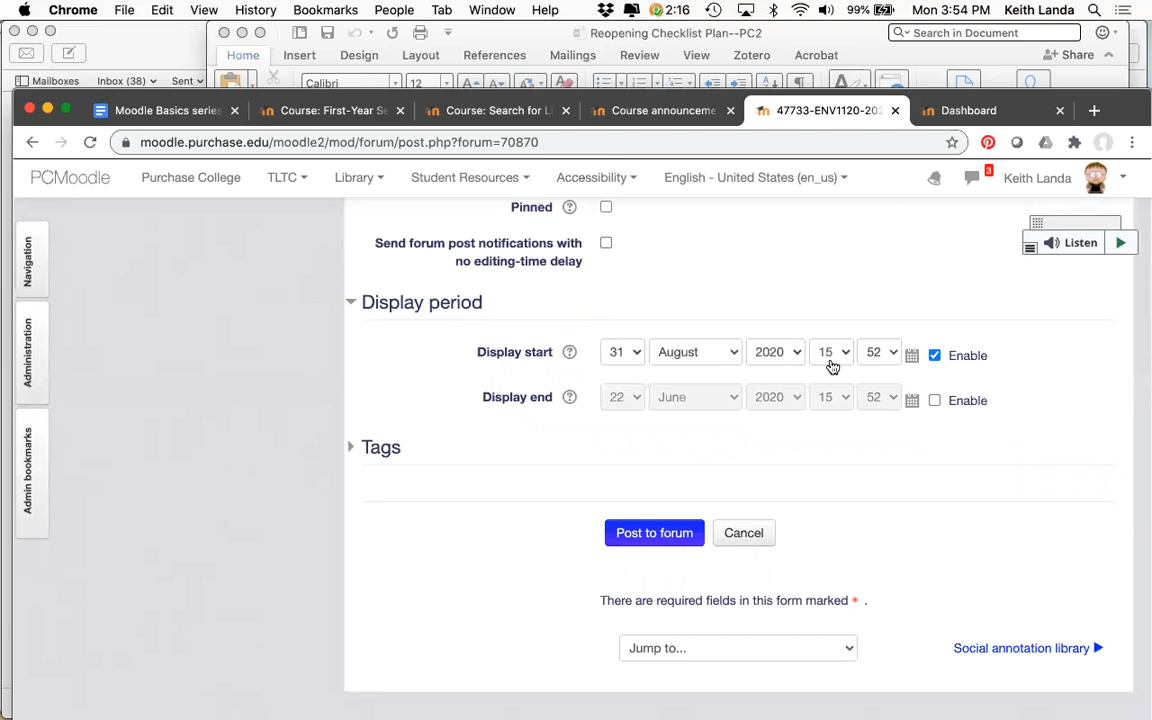 Chrome File Edit View History Bookmarks People Tab Window Help 2:16 99% Mon 3:54 PM Keith Landa
Reopening Checklist Plan--PC2
Search in Document
Home Insert Design Layout References Mailings Review View Zotero Acrobat Share
Mailboxes Inbox (38) Sent Calibri 12
Moodle Basics series Course: First-Year Se Course: Search for Li Course announceme 47733-ENV1120-202 Dashboard
moodle.purchase.edu/moodle2/mod/forum/post.php?forum=70870
PCMoodle Purchase College TLTC Library Student Resources Accessibility English - United States (en_us) 3 Keith Landa
Navigation
Administration
Admin bookmarks
Pinned
Listen
Send forum post notifications with
no editing-time delay
Display period
Display start 31 August 2020 15 52 Enable
Display end 22 June 2020 15 52 Enable
Tags
Post to forum Cancel
There are required fields in this form marked * .
Jump to... Social annotation library